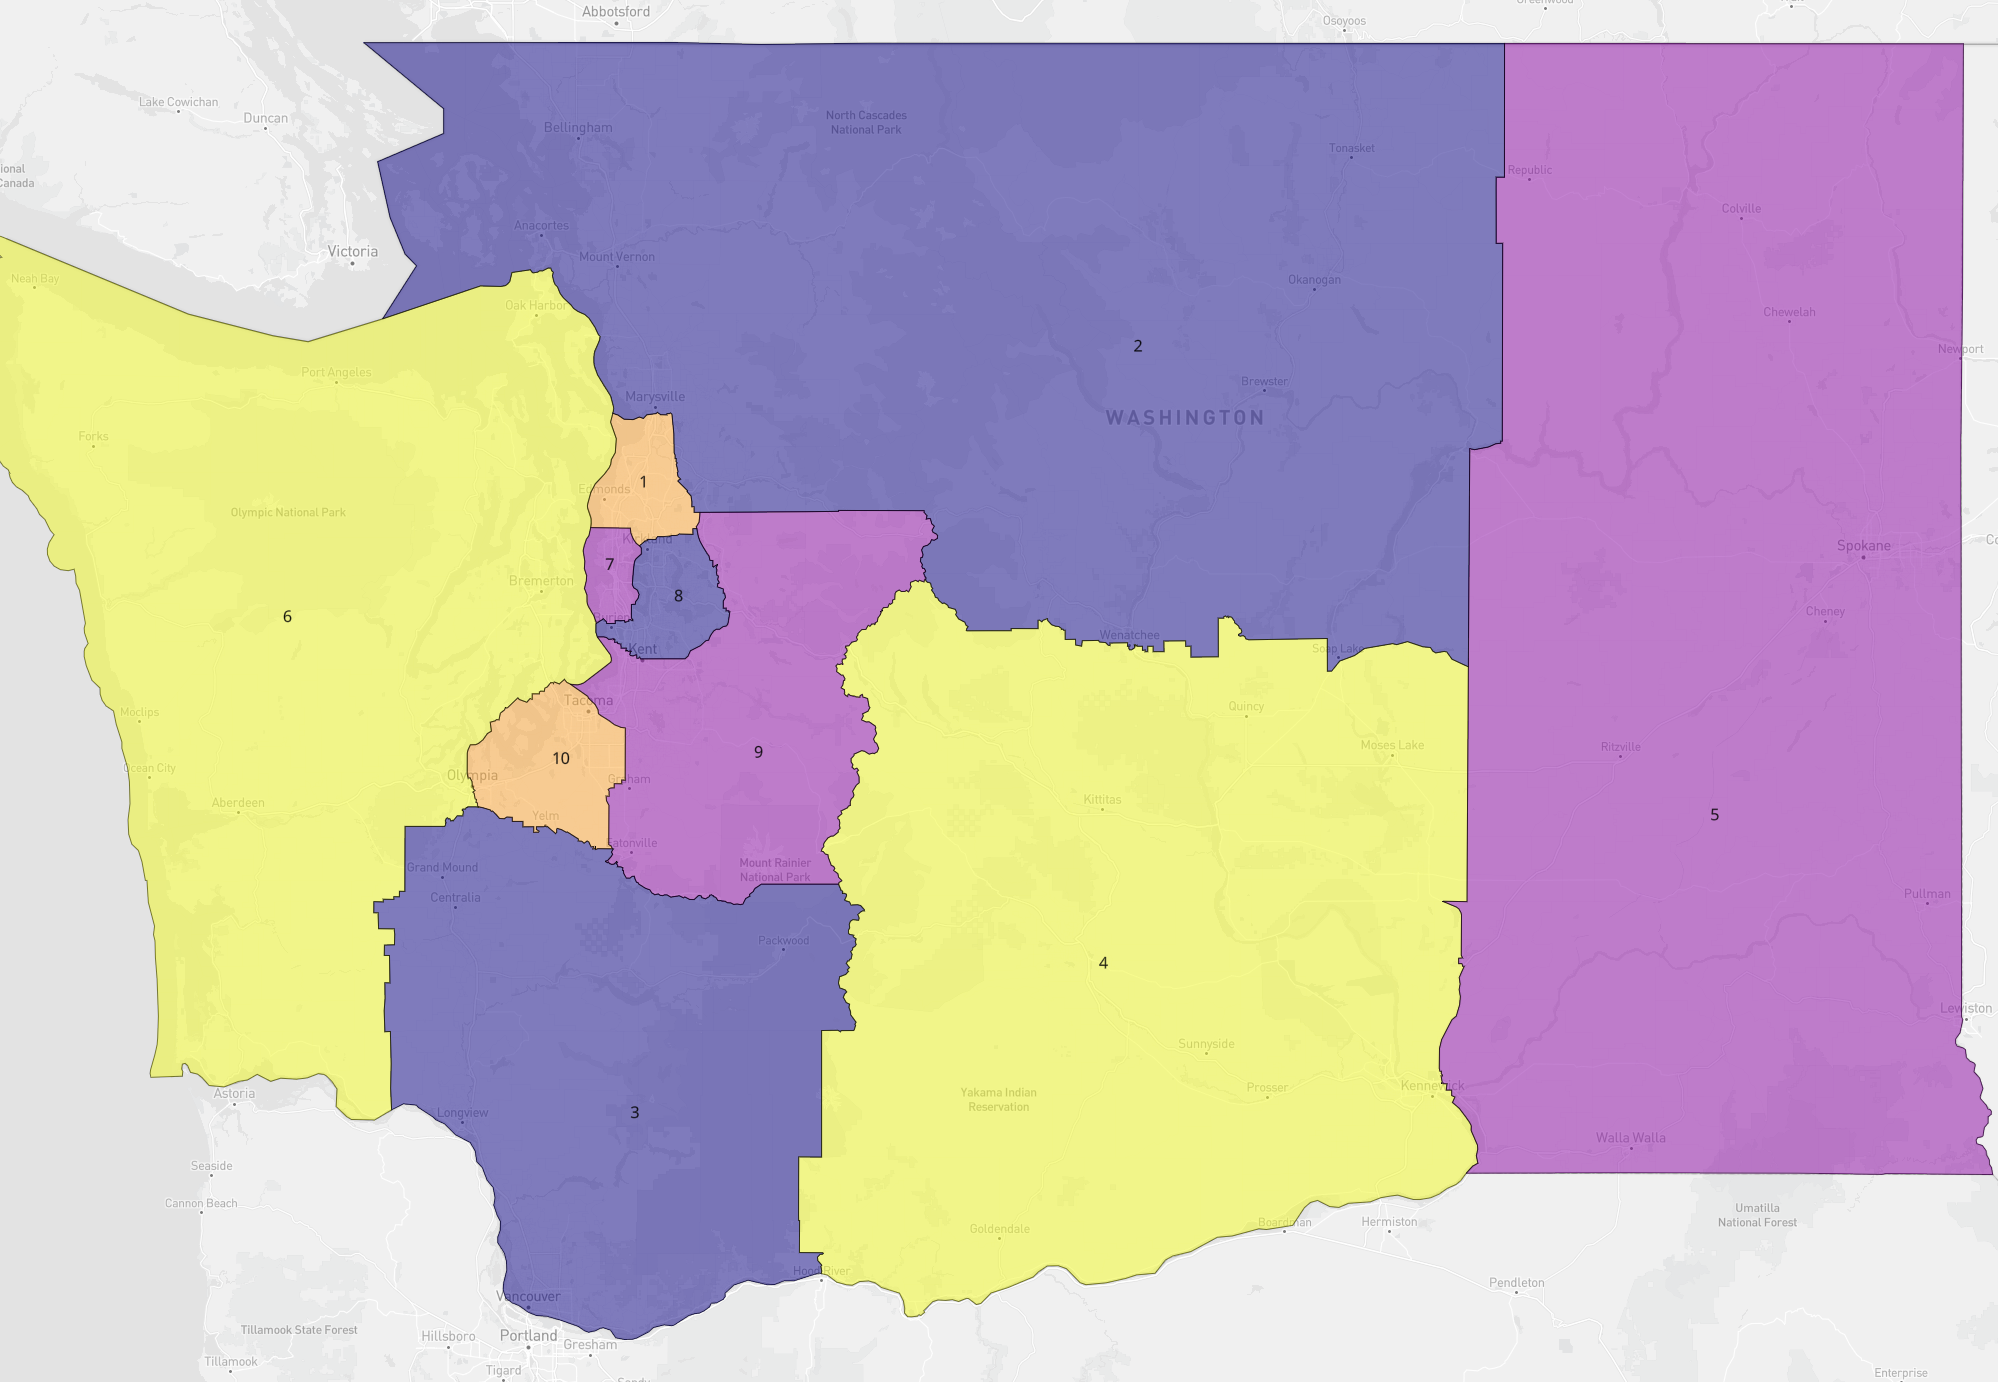 Abbotsford
Osoyoos
Greenwood
Lake Cowichan
Duncan
North Cascades
National Park
Bellingham
Tonasket
Republic
ional
Canada
Colville
Anacortes
Victoria
Mount Vernon
Neah Bay
Okanogan
Oak Harbor
Chewelah
2
Newport
Port Angeles
Brewster
Marysville
WASHINGTON
Forks
1
Edmonds
Olympic National Park
Kirkland
Spokane
Co
7
Bremerton
8
Cheney
6
Burien
Wenatchee
Kent
Soap Lake
Tacoma
Quincy
Moclips
Moses Lake
Ritzville
9
10
Ocean City
Olympia
Graham
Aberdeen
Kittitas
Yelm
5
Eatonville
Grand Mound
Mount Rainier
National Park
Centralia
Pullman
Packwood
4
Lewiston
Sunnyside
Astoria
Prosser
Kennewick
Yakama Indian
Reservation
Longview
3
Walla Walla
Seaside
Cannon Beach
Umatilla
National Forest
Goldendale
Boardman
Hermiston
Hood River
Pendleton
Vancouver
Tillamook State Forest
Hillsboro
Portland
Gresham
Tillamook
Tigard
Sandy
Enterprise